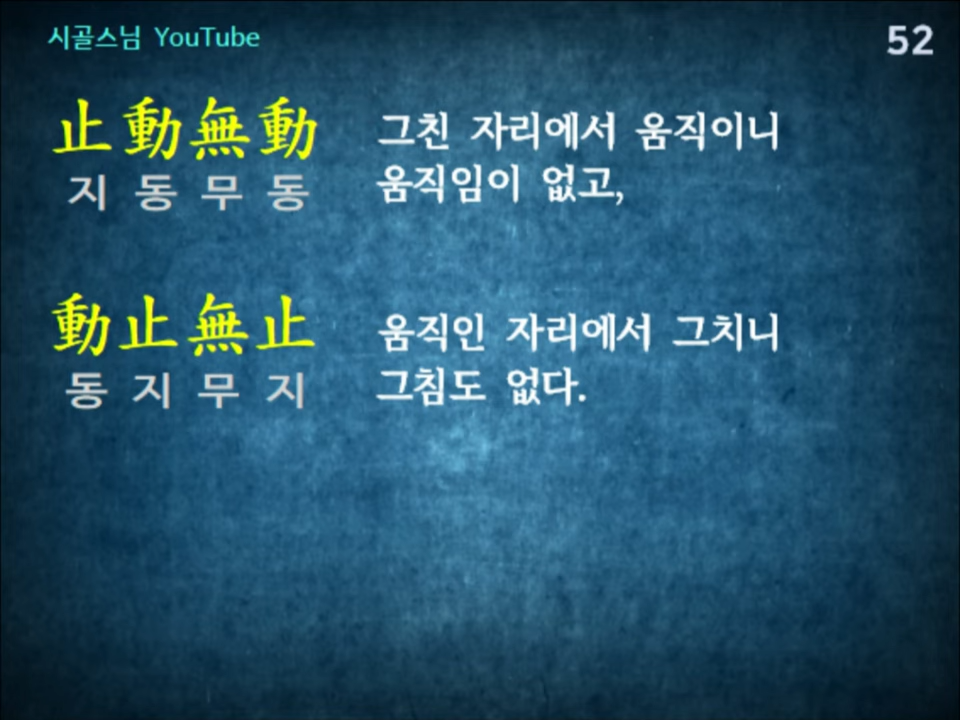 시골스님 YouTube
52
止動無動
지 동 무 동
그친 자리에서 움직이니
움직임이 없고,
動止無止
동 지 무 지
움직인 자리에서 그치니
그침도 없다.